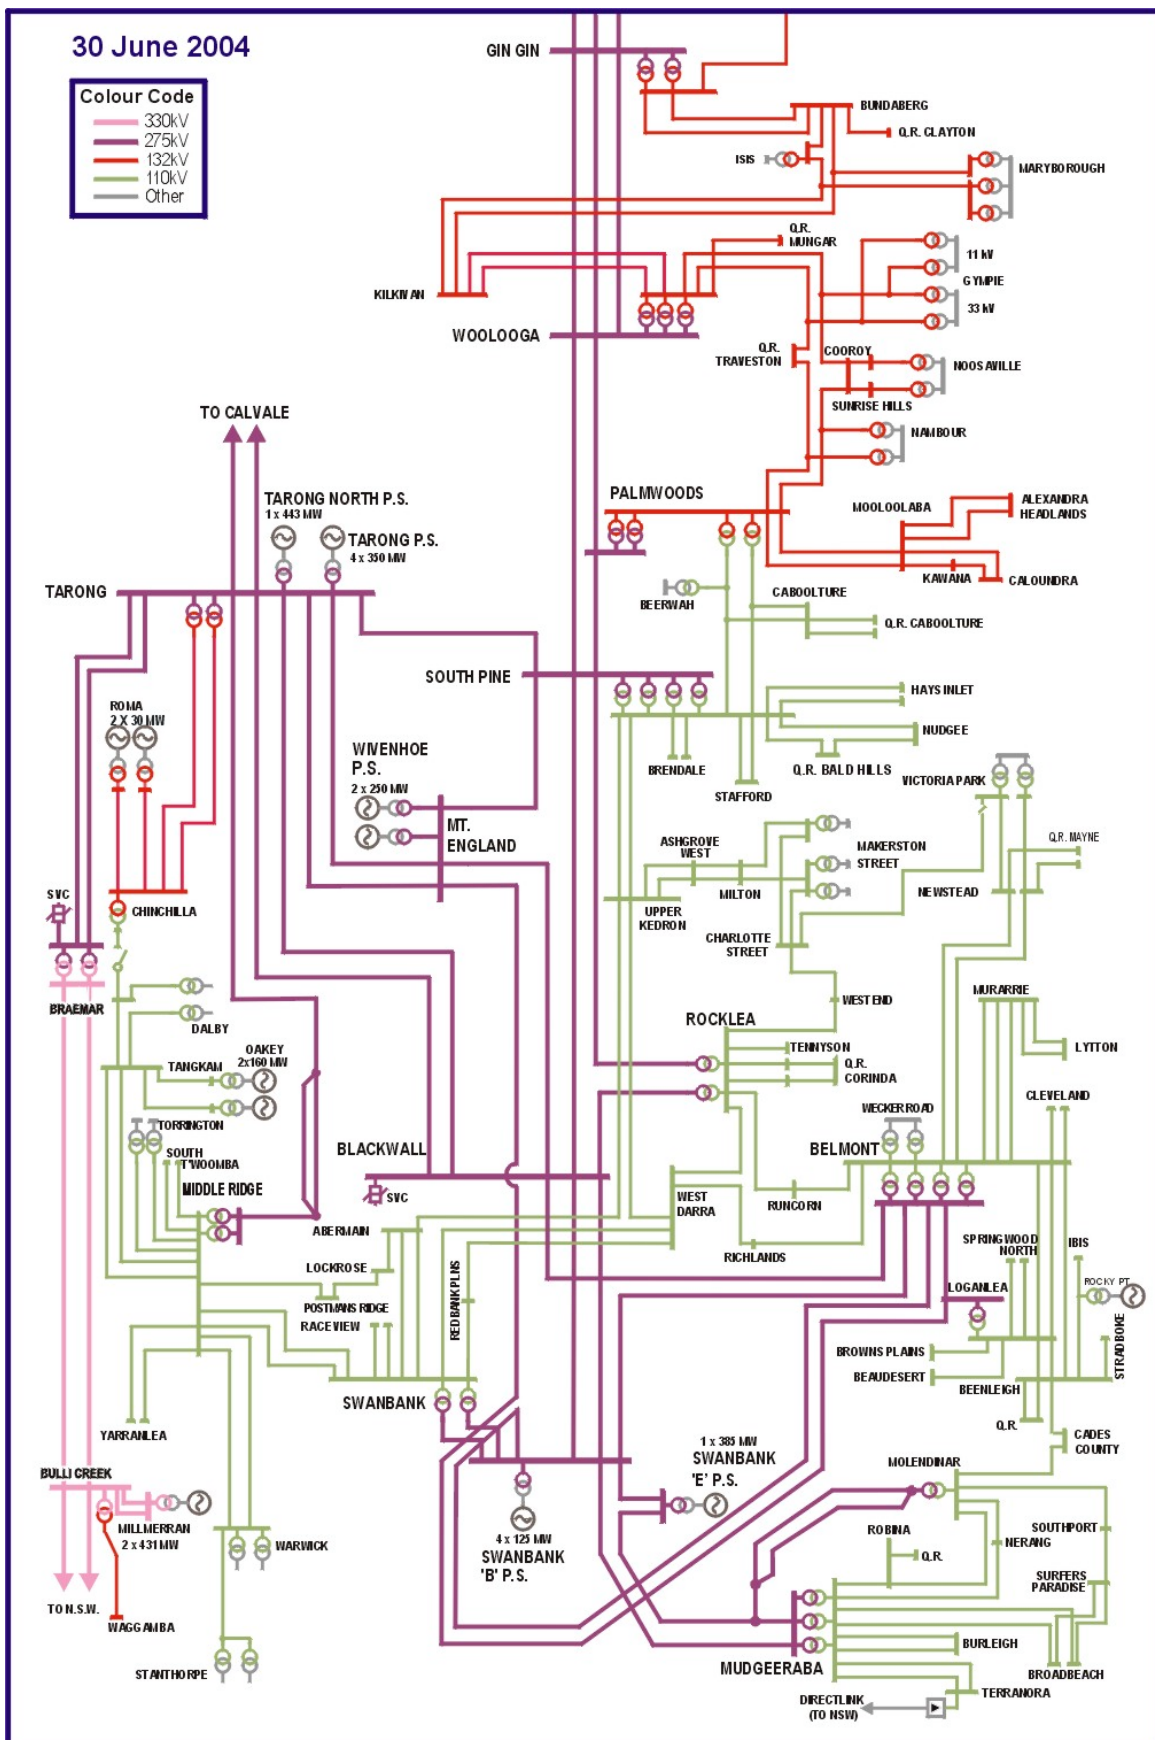 30 June 2004
Colour Code
330kV
275kV
132kV
110kV
Other
GIN GIN
BUNDABERG
Q.R. CLAYTON
ISIS
MARYBOROUGH
Q.R.
MUNGAR
11 kV
GYMPIE
33 kV
KILKIVAN
WOOLOOGA
Q.R.
TRAVESTON
COOROY
NOOSAVILLE
SUNRISE HILLS
NAMBOUR
TO CALVALE
PALMWOODS
MOOLOOLABA
ALEXANDRA
HEADLANDS
KAWANA
CALOUNDRA
TARONG NORTH P.S.
1 x 443 MW
TARONG P.S.
4 x 350 MW
TARONG
BEERWAH
CABOOLTURE
Q.R. CABOOLTURE
SOUTH PINE
HAYS INLET
NUDGEE
Q.R. BALD HILLS
BRENDALE
STAFFORD
ROMA
2 X 30 MW
WIVENHOE
P.S.
2 x 250 MW
MT.
ENGLAND
VICTORIA PARK
Q.R. MAYNE
ASHGROVE
WEST
MAKERSTON
STREET
MILTON
NEWSTEAD
UPPER
KEDRON
CHARLOTTE
STREET
SVC
CHINCHILLA
BRAEMAR
WEST END
MURARRIE
DALBY
ROCKLEA
TENNYSON
Q.R.
CORINDA
LYTTON
TANGKAM
OAKEY
2x160 MW
CLEVELAND
WECKER ROAD
TORRINGTON
SOUTH
T'WOOMBA
BLACKWALL
BELMONT
MIDDLE RIDGE
SVC
WEST
DARRA
RUNCORN
ABERMAIN
RICHLANDS
SPRINGWOOD
NORTH
IBIS
LOCKROSE
REDBANK PLNS
LOGANLEA
ROCKY PT.
POSTMANS RIDGE
RACEVIEW
STRADBOKE
BROWNS PLAINS
BEAUDESERT
BEENLEIGH
SWANBANK
Q.R.
YARRANLEA
CADES
COUNTY
1 x 385 MW
SWANBANK
'E' P.S.
MOLENDINAR
BULLI CREEK
MILLMERRAN
2 x 431 MW
4 x 125 MW
SWANBANK
'B' P.S.
WARWICK
ROBINA
Q.R.
NERANG
SOUTHPORT
SURFERS
PARADISE
TO N.S.W.
WAGGAMBA
STANTHORPE
MUDGEERABA
BURLEIGH
BROADBEACH
TERRANORA
DIRECTLINK
(TO NSW)